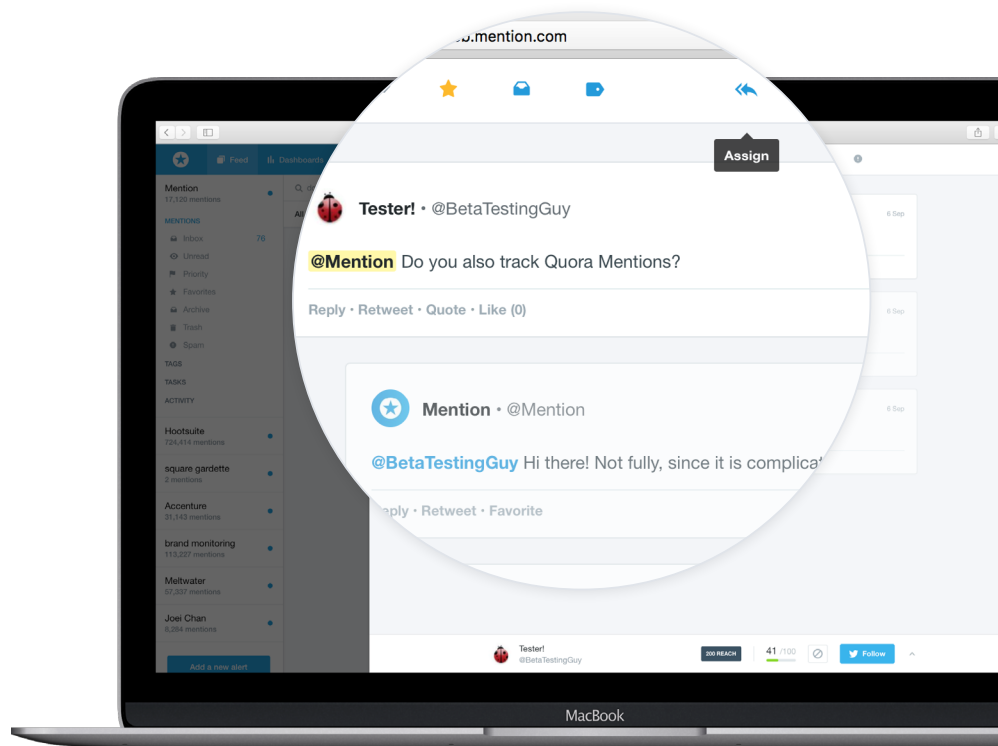 b.mention.com
Assign
Feed
Dashboards
Mention
17,120 mentions
MENTIONS
Inbox 76
Unread
Priority
Favorites
Archive
Trash
Spam
TAGS
TASKS
ACTIVITY
Hootsuite
724,414 mentions
square gardette
2 mentions
Accenture
31,143 mentions
brand monitoring
113,227 mentions
Meltwater
57,337 mentions
Joei Chan
8,284 mentions
Add a new alert
All
Tester! • @BetaTestingGuy
@Mention Do you also track Quora Mentions?
Reply • Retweet • Quote • Like (0)
Mention • @Mention
@BetaTestingGuy Hi there! Not fully, since it is complicat
eply • Retweet • Favorite
6 Sep
6 Sep
6 Sep
Tester!
@BetaTestingGuy
200 REACH
41 /100
Follow
MacBook